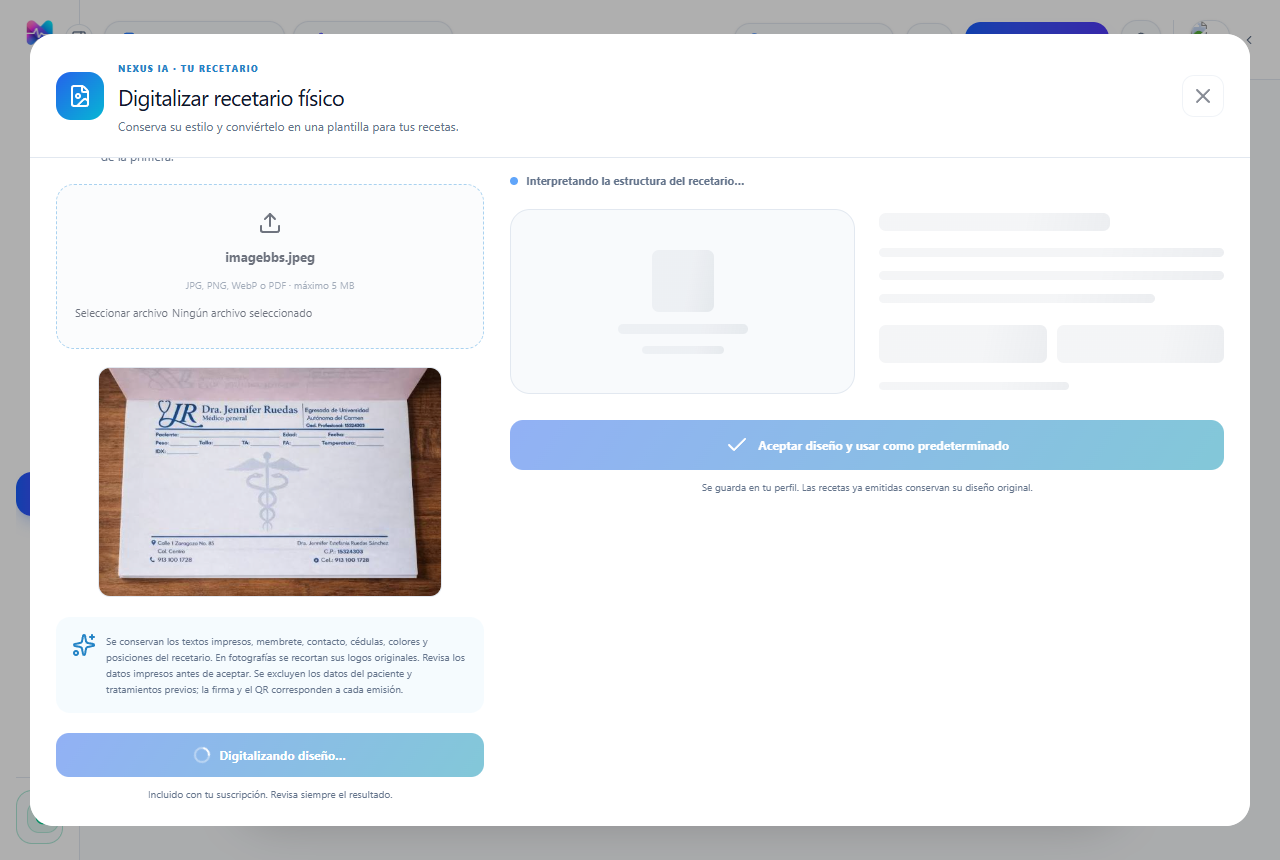 NEXUS IA · TU RECETARIO
Digitalizar recetario físico
Conserva su estilo y conviértelo en una plantilla para tus recetas.
de la primera.
imagebbs.jpeg
JPG, PNG, WebP o PDF · máximo 5 MB
Seleccionar archivo Ningún archivo seleccionado
JR Dra. Jennifer Ruedas
Médico general
Egresada de Universidad
Autónoma del Carmen
Ced. Profesional: 15324303
Paciente: Edad: Fecha:
Peso: Talla: TA: FA: Temperatura:
IDX:
Calle 1 Zaragoza No. 85
Col. Centro
913 100 1728
Dra. Jennifer Estefania Ruedas Sánchez
C.P.: 15324303
Cel.: 913 100 1728
Se conservan los textos impresos, membrete, contacto, cédulas, colores y
posiciones del recetario. En fotografías se recortan sus logos originales. Revisa los
datos impresos antes de aceptar. Se excluyen los datos del paciente y
tratamientos previos; la firma y el QR corresponden a cada emisión.
Digitalizando diseño...
Incluido con tu suscripción. Revisa siempre el resultado.
Interpretando la estructura del recetario...
Aceptar diseño y usar como predeterminado
Se guarda en tu perfil. Las recetas ya emitidas conservan su diseño original.